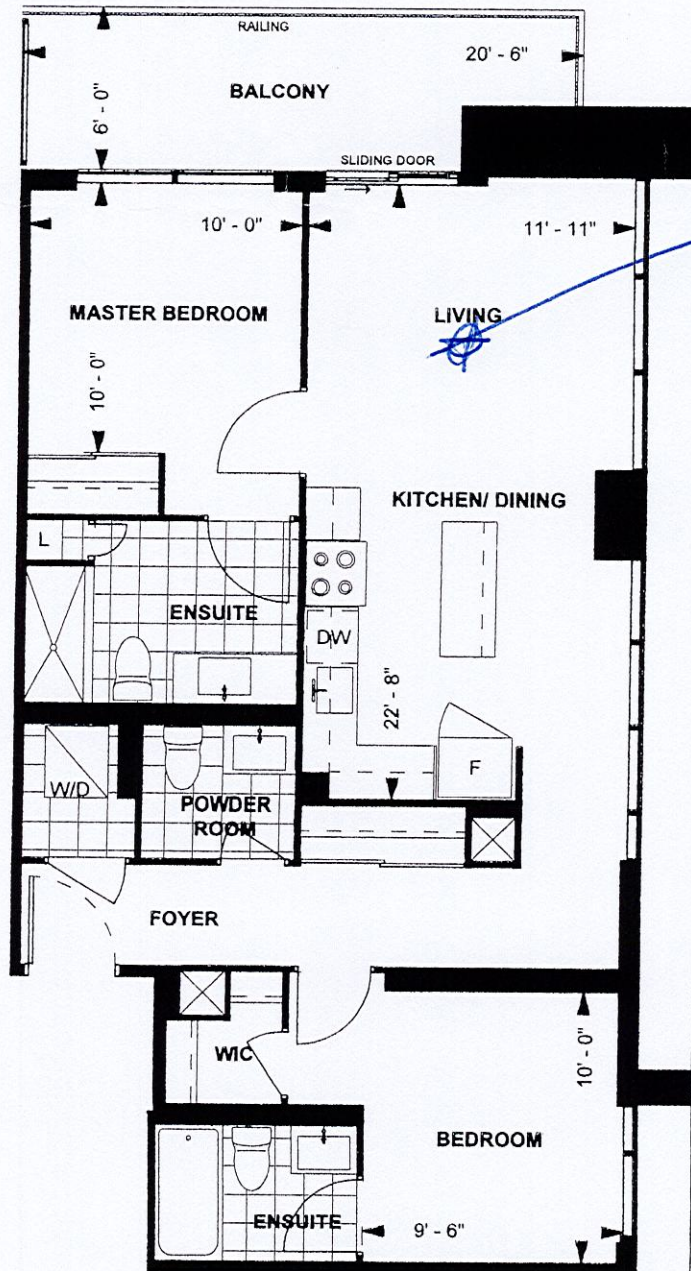 RAILING
20' - 6"
BALCONY
6' - 0"
SLIDING DOOR
10' - 0"
11' - 11"
MASTER BEDROOM
LIVING
10' - 0"
KITCHEN/ DINING
L
ENSUITE
DW
22' - 8"
F
W/D
POWDER
ROOM
FOYER
WIC
10' - 0"
BEDROOM
ENSUITE
9' - 6"